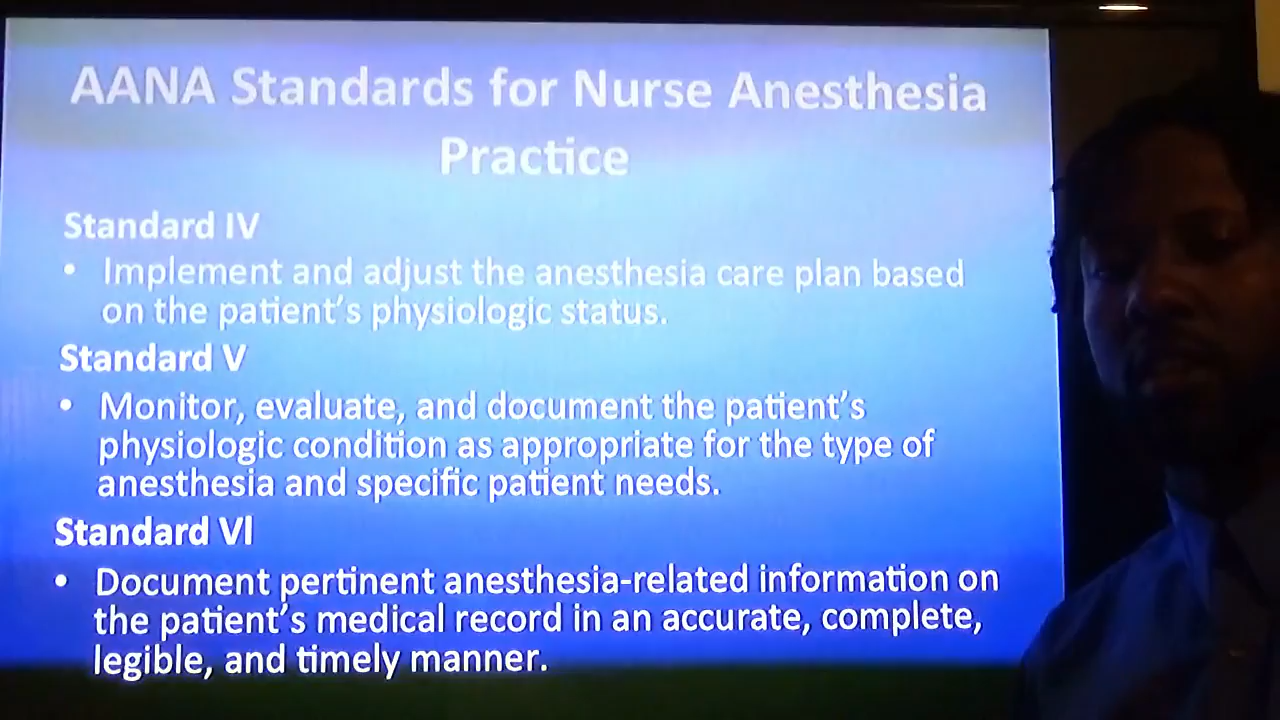 AANA Standards for Nurse Anesthesia
Practice
Standard IV
• Implement and adjust the anesthesia care plan based
on the patient's physiologic status.
Standard V
• Monitor, evaluate, and document the patient's
physiologic condition as appropriate for the type of
anesthesia and specific patient needs.
Standard Vl
• Document pertinent anesthesia-related information on
the patient's medical record in an accurate, complete,
legible, and timely manner.